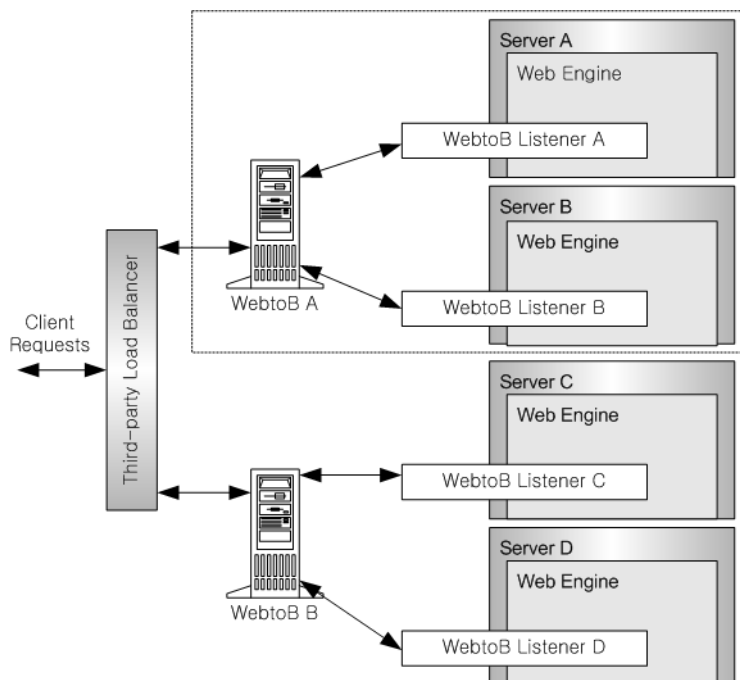 Server A
Web Engine
WebtoB Listener A
Server B
Web Engine
WebtoB A
WebtoB Listener B
Client
Requests
Third-party Load Balancer
Server C
Web Engine
WebtoB Listener C
Server D
Web Engine
WebtoB B
WebtoB Listener D